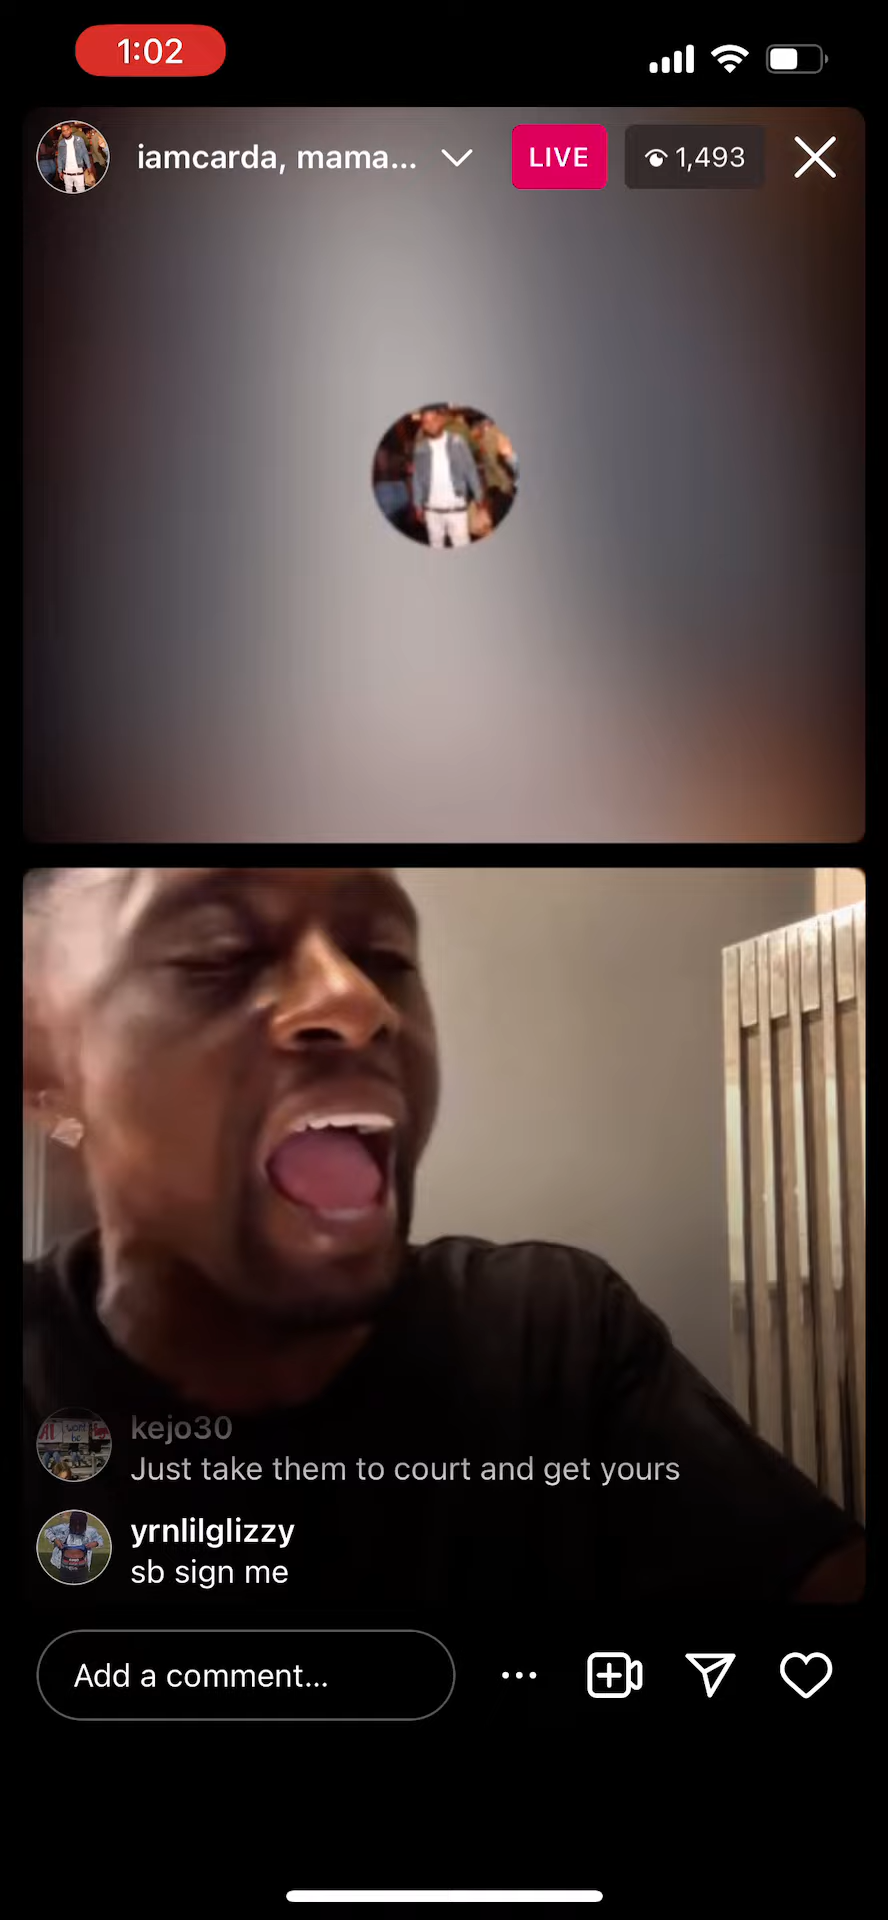 1:02
iamcarda, mama...
LIVE
1,493
kejo30
Just take them to court and get yours
yrnlilglizzy
sb sign me
Add a comment...